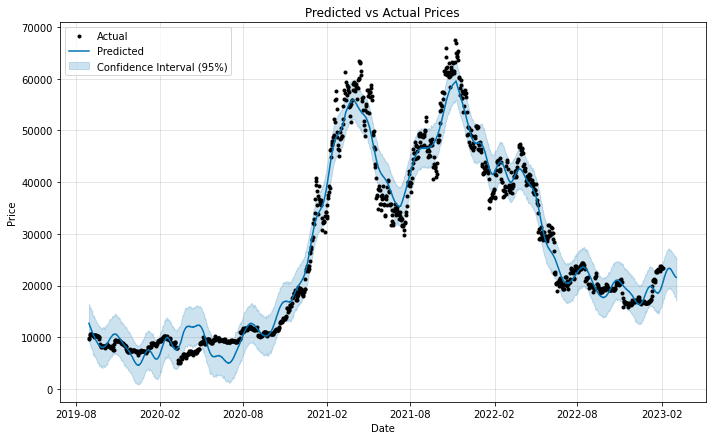 Predicted vs Actual Prices
Actual
Predicted
Confidence Interval (95%)
Price
70000
60000
50000
40000
30000
20000
10000
0
2019-08 2020-02 2020-08 2021-02 2021-08 2022-02 2022-08 2023-02
Date